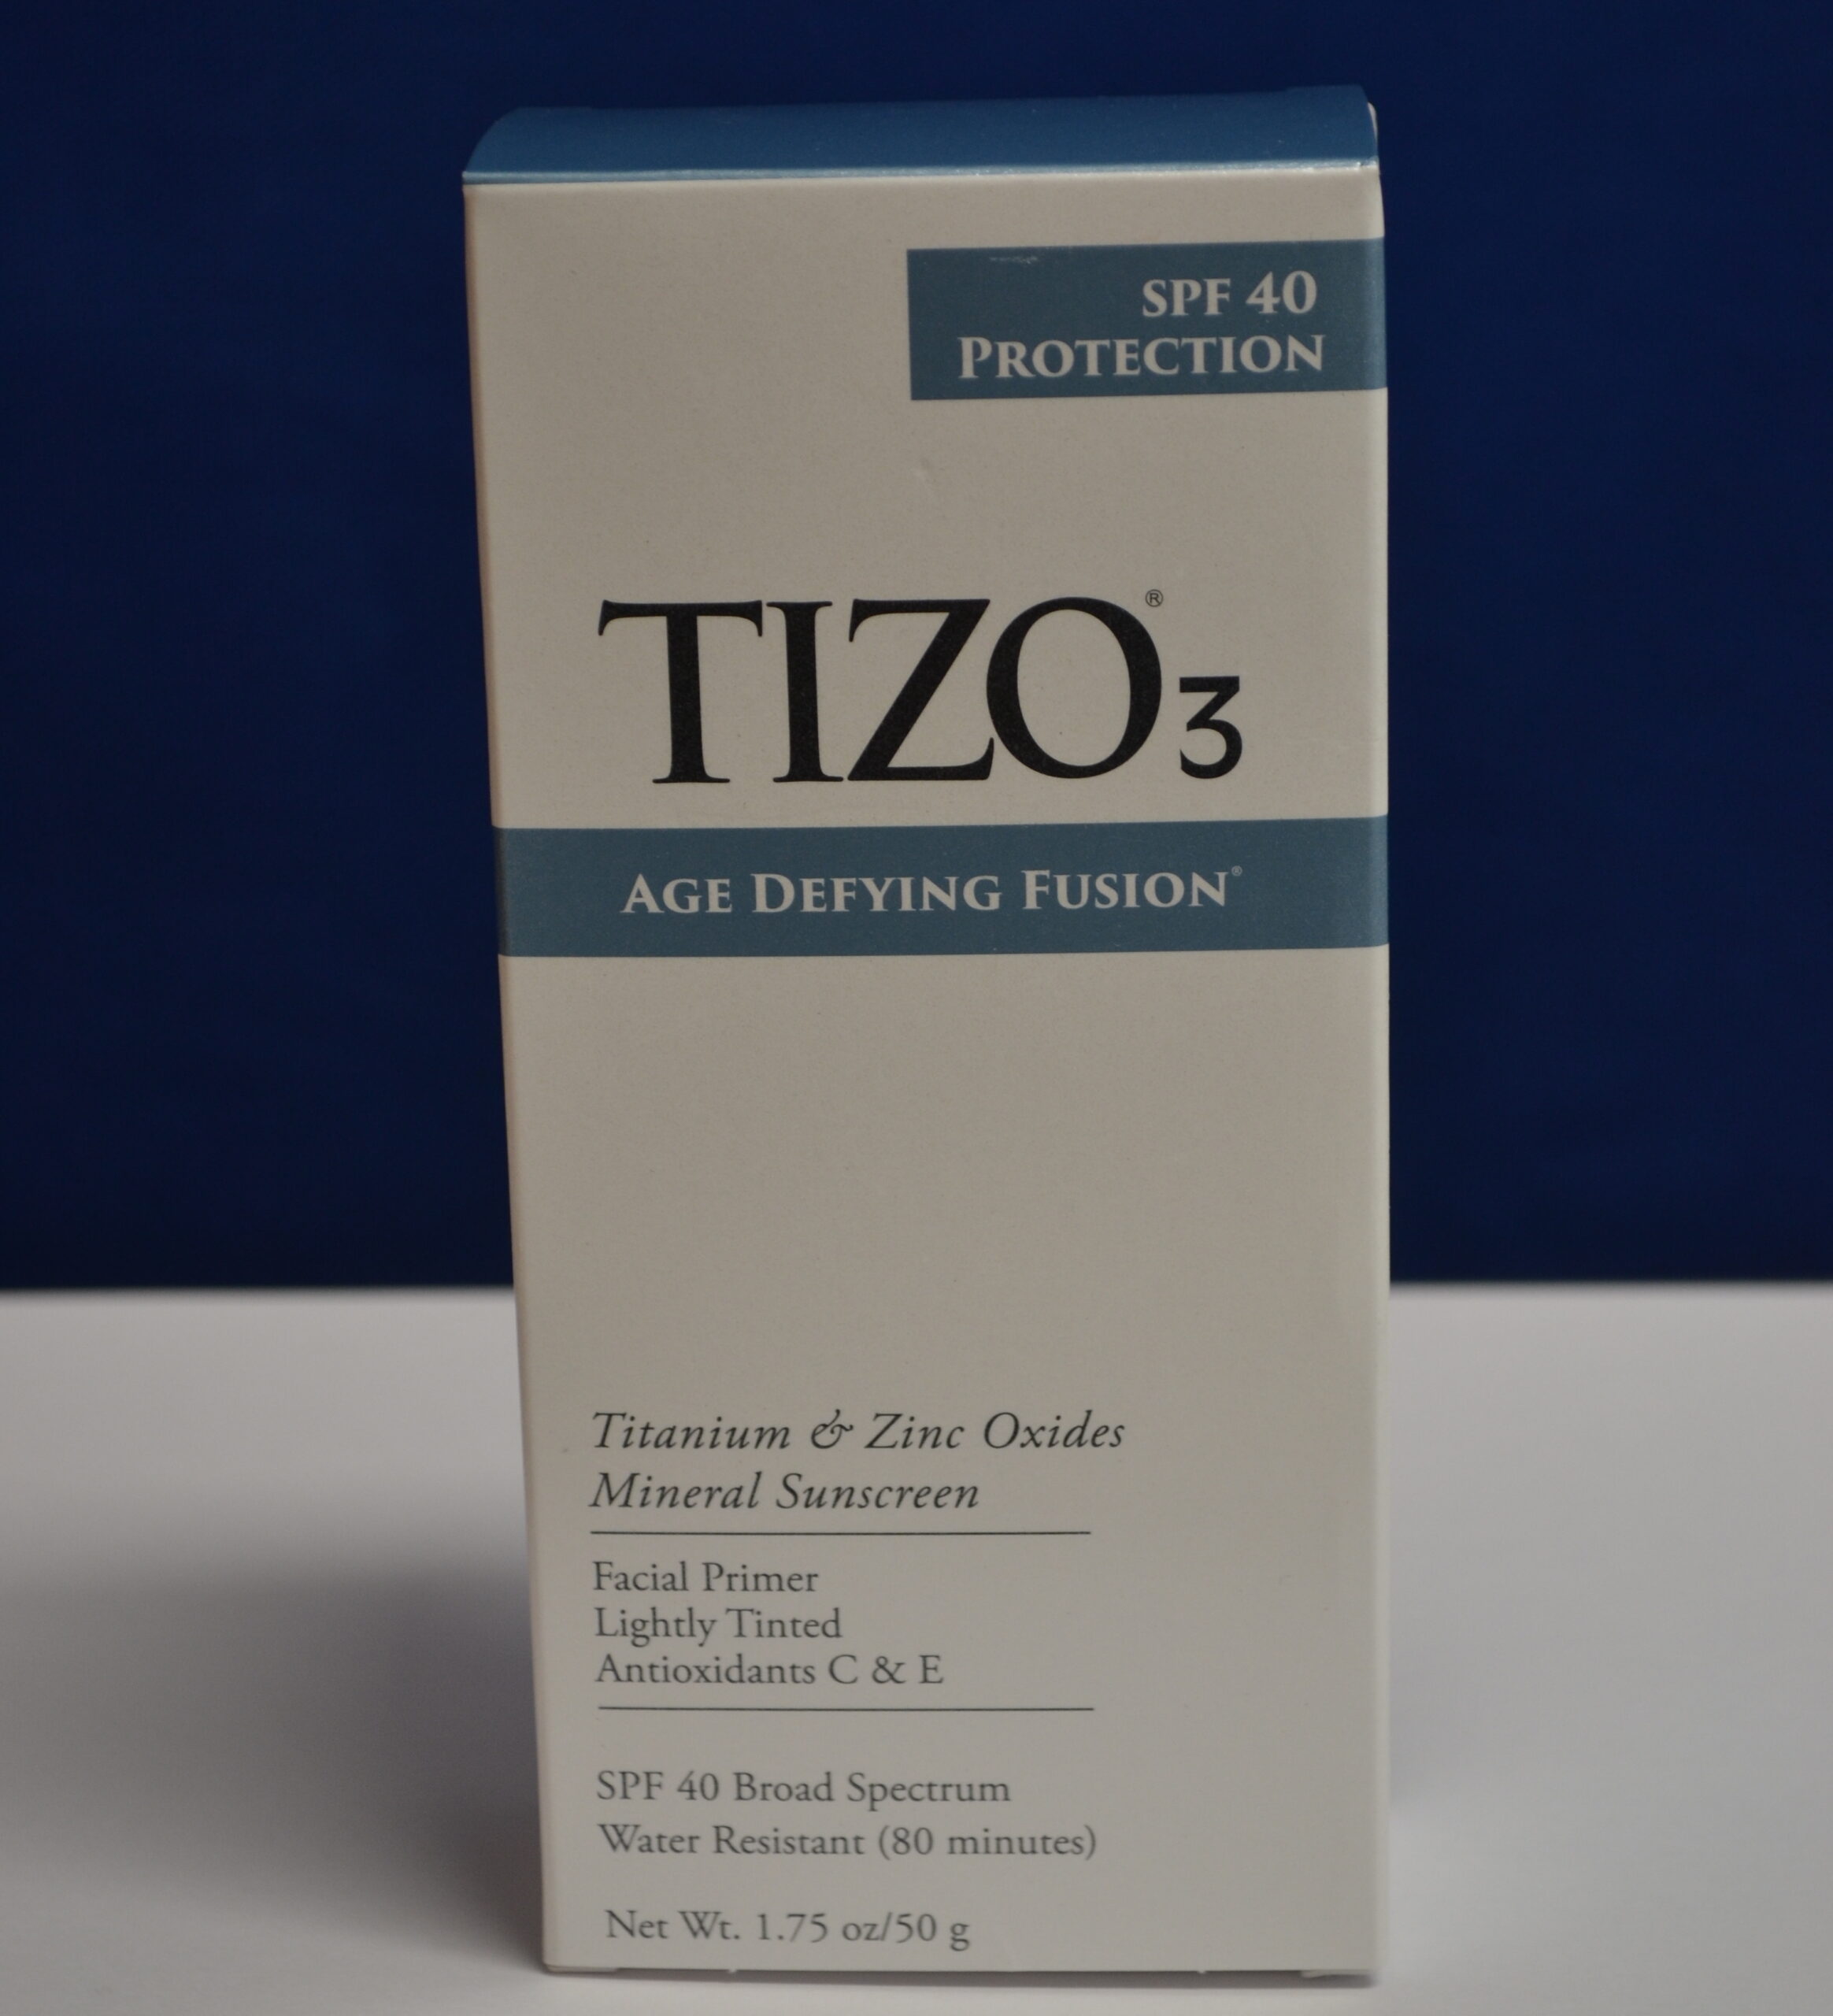 SPF 40
PROTECTION
TIZO®3
AGE DEFYING FUSION®
Titanium & Zinc Oxides
Mineral Sunscreen
Facial Primer
Lightly Tinted
Antioxidants C & E
SPF 40 Broad Spectrum
Water Resistant (80 minutes)
Net Wt. 1.75 oz/50 g